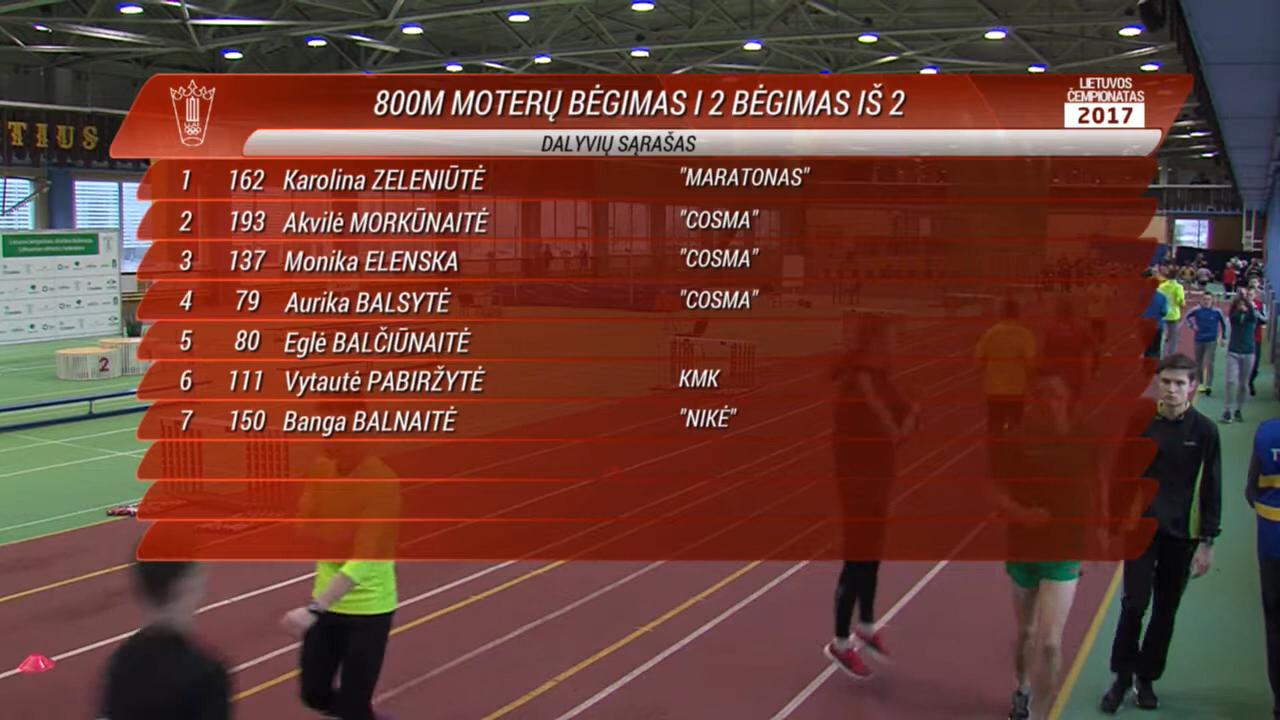 800M MOTERŲ BĖGIMAS I 2 BĖGIMAS IŠ 2
LIETUVOS
ČEMPIONATAS
2017
DALYVIŲ SĄRAŠAS
1 162 Karolina ZELENIŪTĖ "MARATONAS"
2 193 Akvilė MORKŪNAITĖ "COSMA"
3 137 Monika ELENSKA "COSMA"
4 79 Aurika BALSYTĖ "COSMA"
5 80 Eglė BALČIŪNAITĖ
6 111 Vytautė PABIRŽYTĖ KMK
7 150 Banga BALNAITĖ "NIKĖ"
TIUS
2